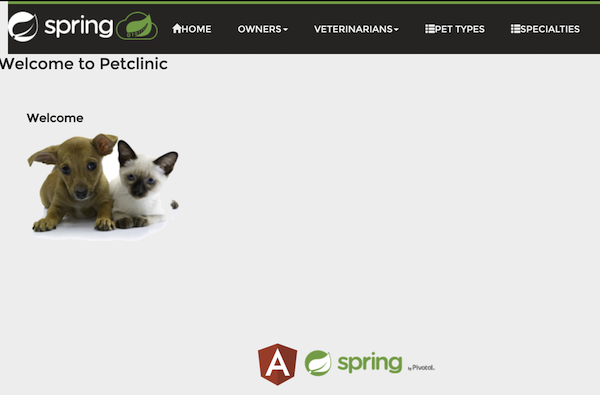 spring
HOME OWNERS VETERINARIANS PET TYPES SPECIALTIES
Welcome to Petclinic
Welcome
A spring by Pivotal.